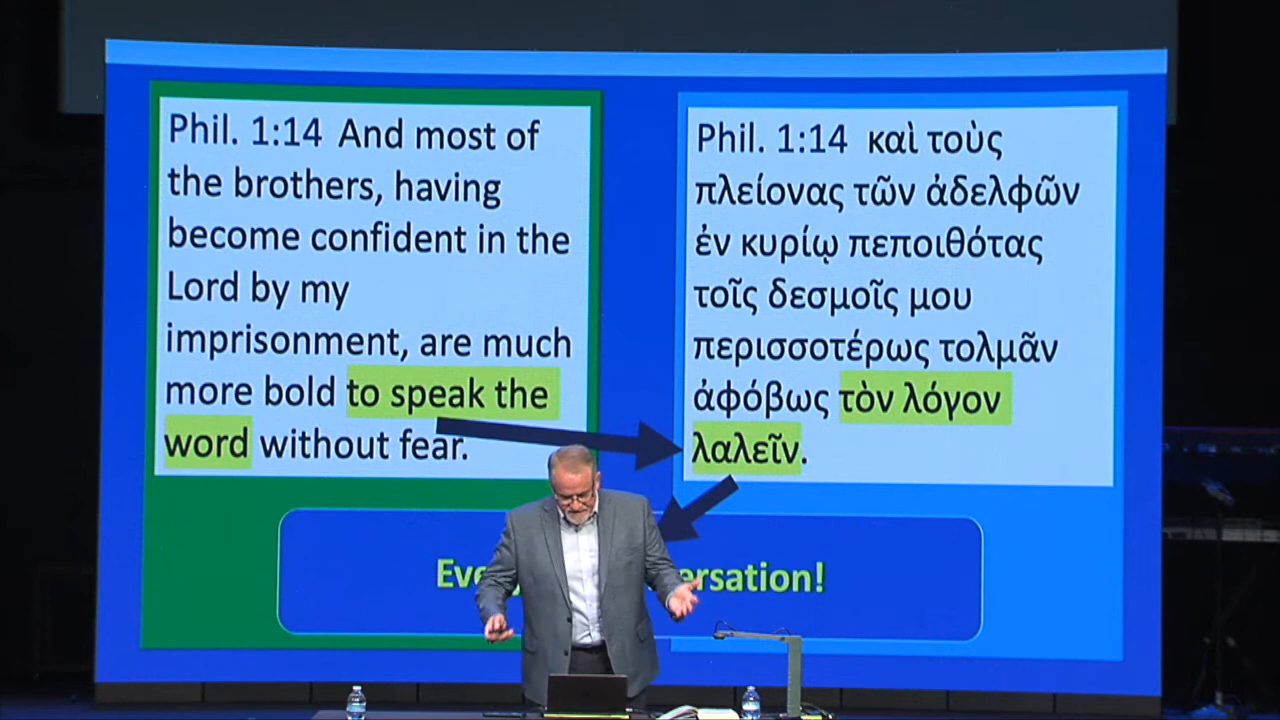 Phil. 1:14 And most of
the brothers, having
become confident in the
Lord by my
imprisonment, are much
more bold to speak the
word without fear.
Phil. 1:14 καὶ τοὺς
πλείονας τῶν ἀδελφῶν
ἐν κυρίῳ πεποιθότας
τοῖς δεσμοῖς μου
περισσοτέρως τολμᾶν
ἀφόβως τὸν λόγον
λαλεῖν.